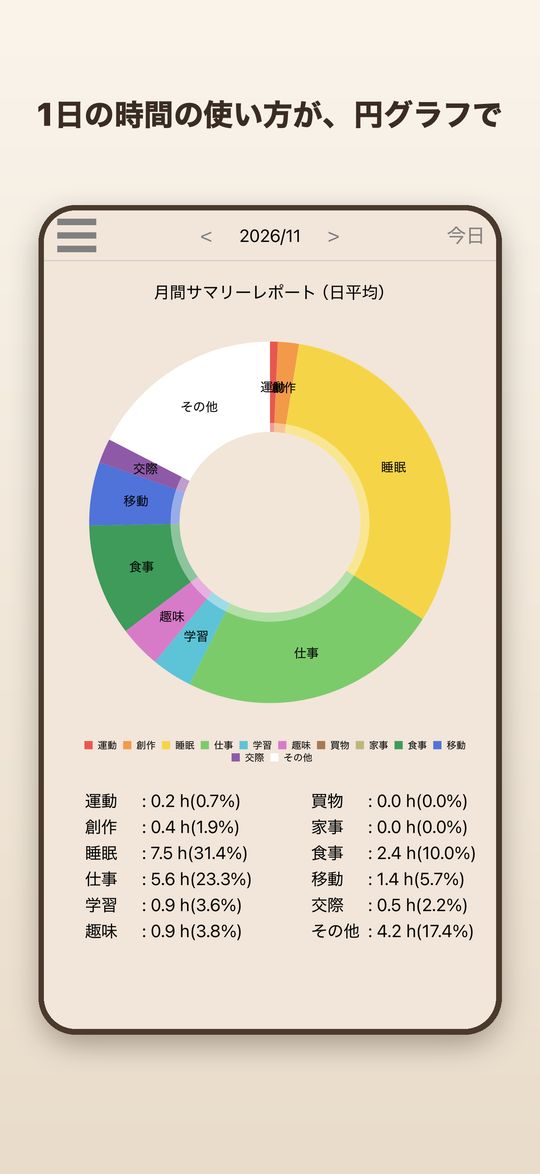 1日の時間の使い方が、円グラフで
< 2026/11 > 今日
月間サマリーレポート（日平均）
運動
創作
その他
睡眠
交際
移動
食事
趣味
学習
仕事
運動 創作 睡眠 仕事 学習 趣味 買物 家事 食事 移動
交際 その他
運動 : 0.2 h(0.7%) 買物 : 0.0 h(0.0%)
創作 : 0.4 h(1.9%) 家事 : 0.0 h(0.0%)
睡眠 : 7.5 h(31.4%) 食事 : 2.4 h(10.0%)
仕事 : 5.6 h(23.3%) 移動 : 1.4 h(5.7%)
学習 : 0.9 h(3.6%) 交際 : 0.5 h(2.2%)
趣味 : 0.9 h(3.8%) その他 : 4.2 h(17.4%)